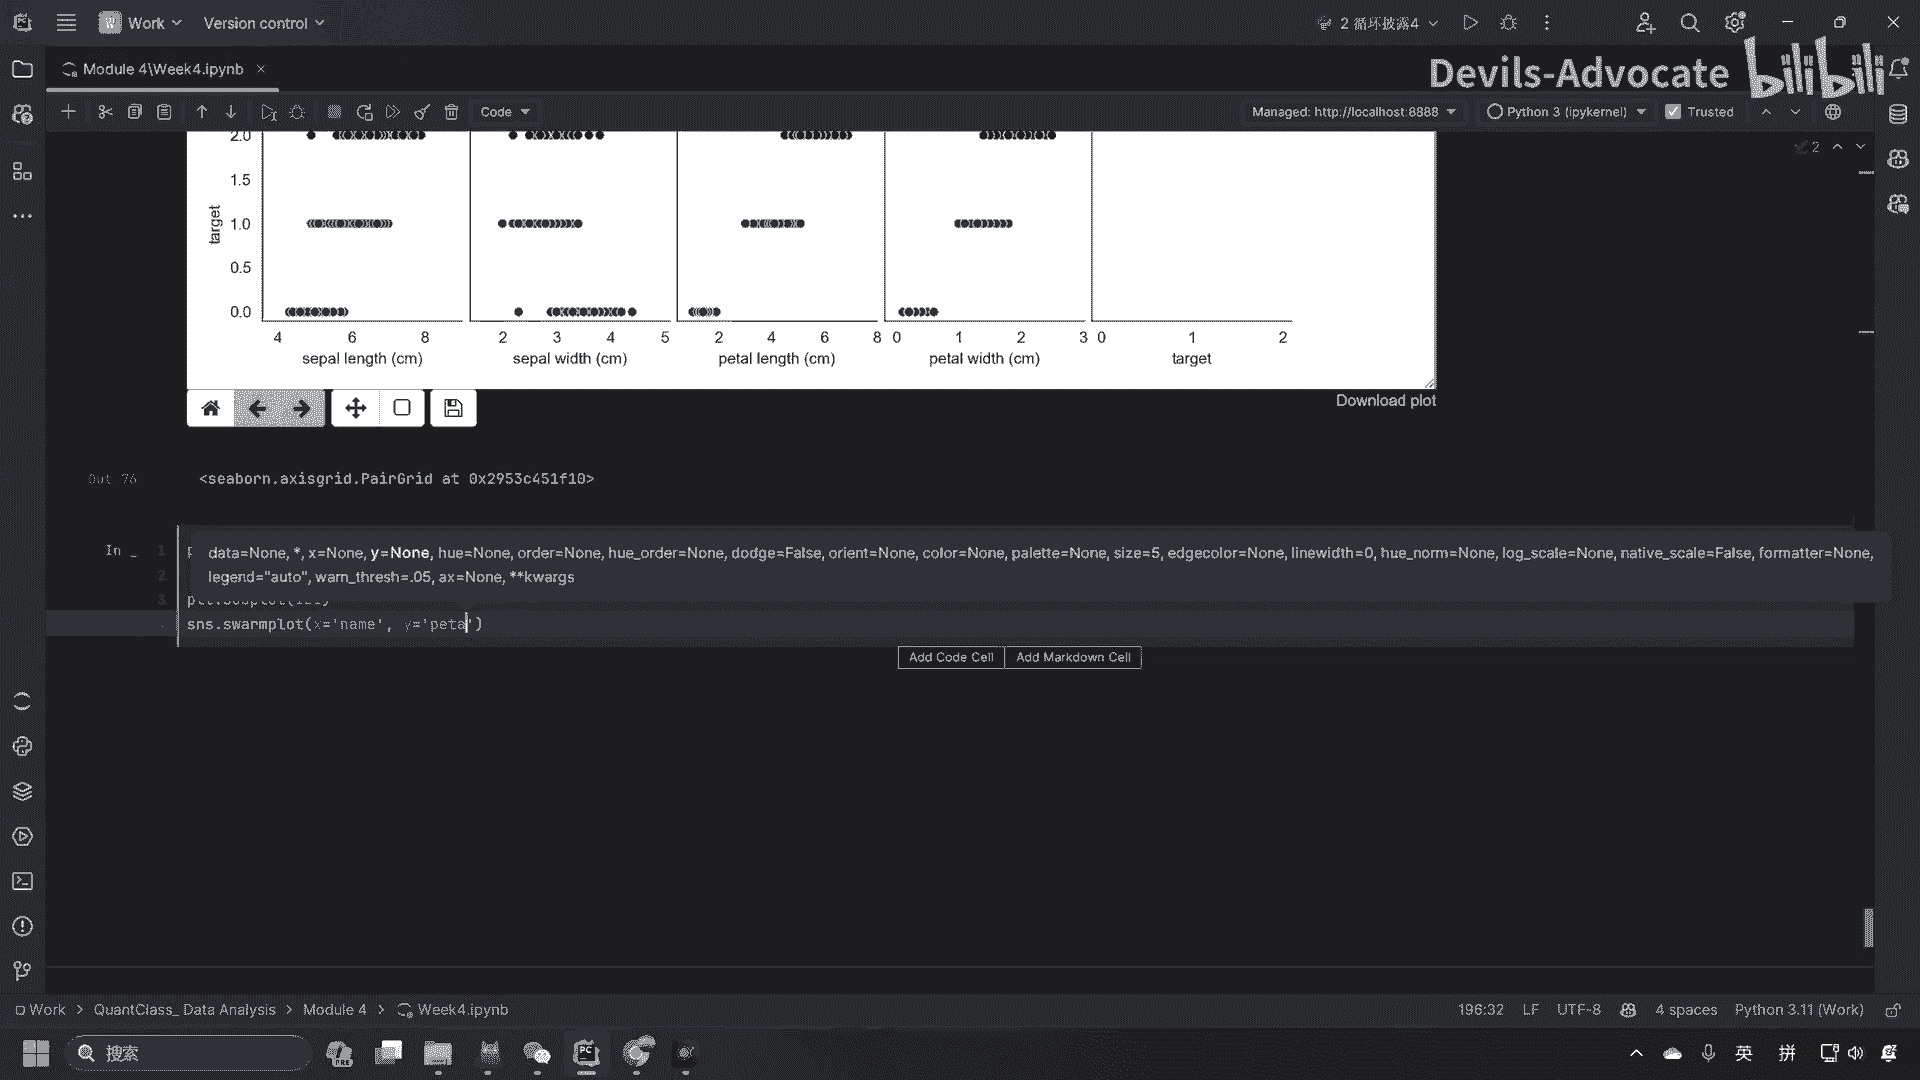 Work
Version control
2 循环披露4
Module 4\Week4.ipynb
Devils-Advocate bilibili
Code
Managed: http://localhost:8888
Python 3 (ipykernel)
Trusted
2
2.0
1.5
1.0
0.5
0.0
target
4 6 8
2 3 4 5
2 4 6 8
0 1 2 3
0 1 2
sepal length (cm)
sepal width (cm)
petal length (cm)
petal width (cm)
target
Download plot
Out 76
<seaborn.axisgrid.PairGrid at 0x2953c451f10>
In _
1
data=None, *, x=None, y=None, hue=None, order=None, hue_order=None, dodge=False, orient=None, color=None, palette=None, size=5, edgecolor=None, linewidth=0, hue_norm=None, log_scale=None, native_scale=False, formatter=None,
2
legend="auto", warn_thresh=.05, ax=None, **kwargs
3
sns.swarmplot(x='name', y='peta')
Add Code Cell
Add Markdown Cell
Work > QuantClass_ Data Analysis > Module 4 > Week4.ipynb
196:32
LF
UTF-8
4 spaces
Python 3.11 (Work)
搜索
PRE
PC
英
拼